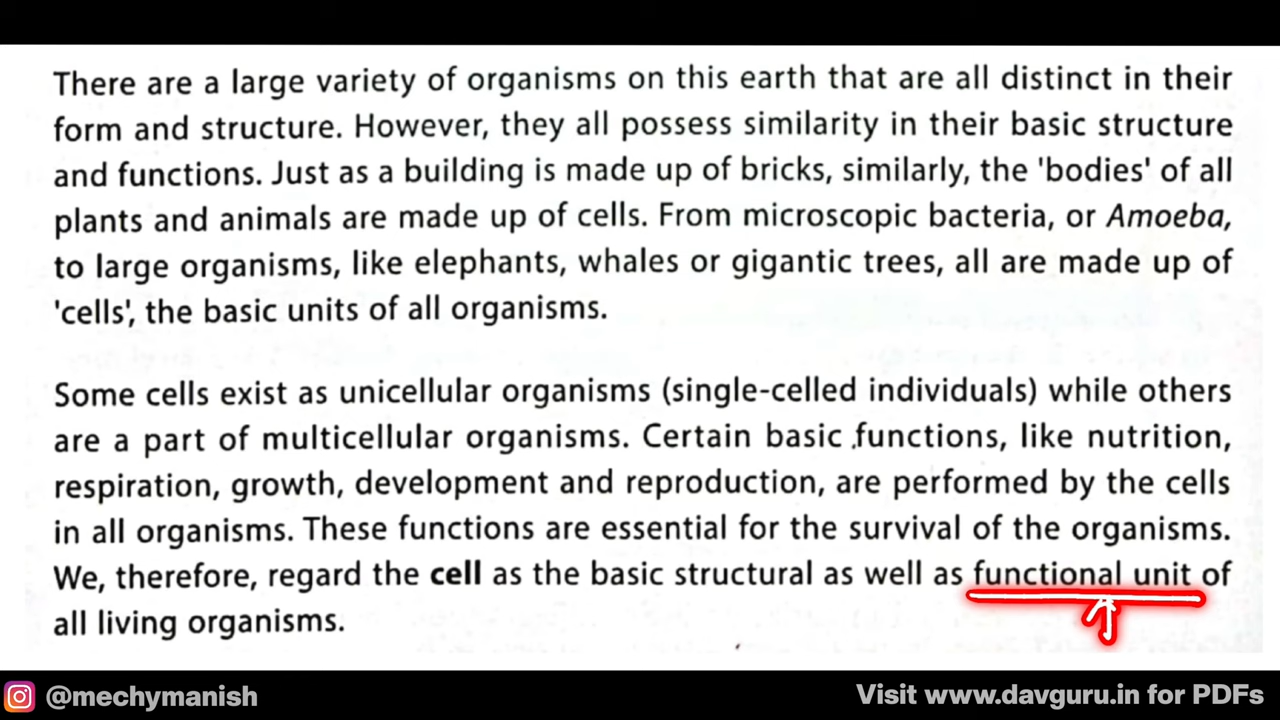 There are a large variety of organisms on this earth that are all distinct in their
form and structure. However, they all possess similarity in their basic structure
and functions. Just as a building is made up of bricks, similarly, the 'bodies' of all
plants and animals are made up of cells. From microscopic bacteria, or Amoeba,
to large organisms, like elephants, whales or gigantic trees, all are made up of
'cells', the basic units of all organisms.
Some cells exist as unicellular organisms (single-celled individuals) while others
are a part of multicellular organisms. Certain basic functions, like nutrition,
respiration, growth, development and reproduction, are performed by the cells
in all organisms. These functions are essential for the survival of the organisms.
We, therefore, regard the cell as the basic structural as well as functional unit of
all living organisms.
@mechymanish
Visit www.davguru.in for PDFs